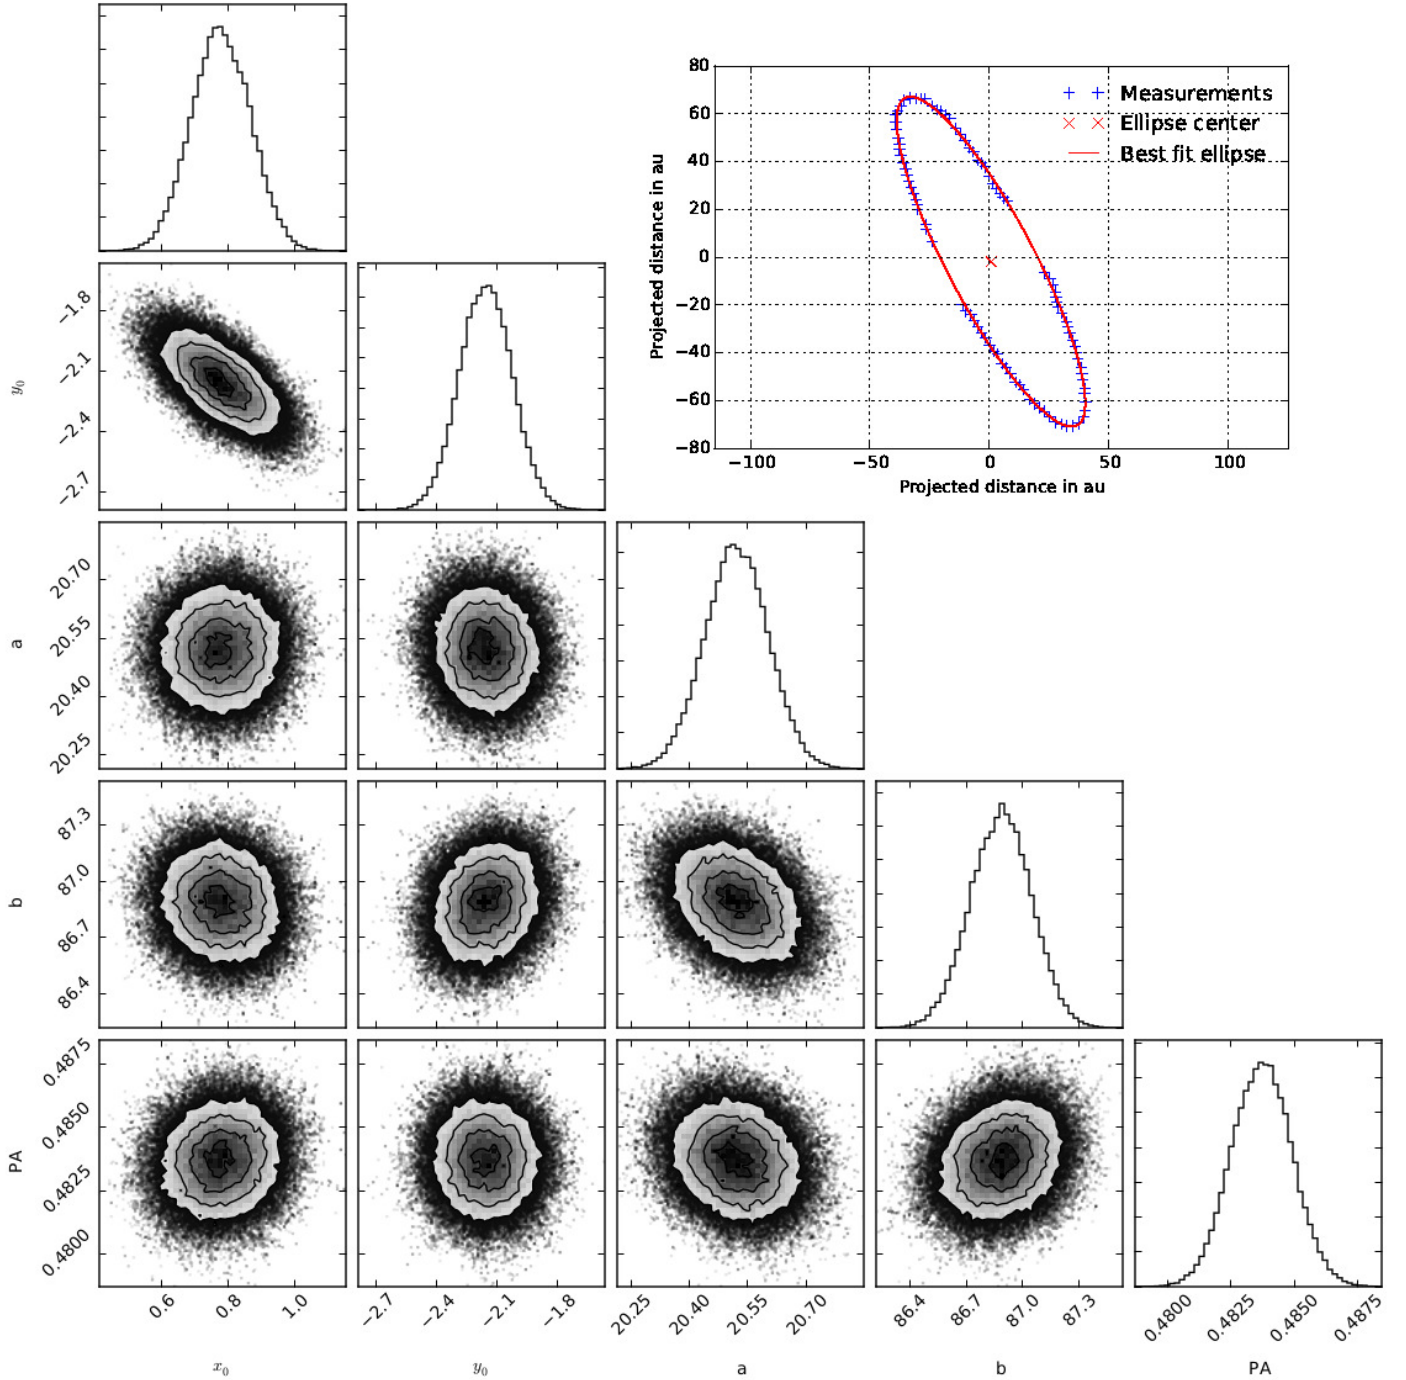 80
60
40
20
0
−20
−40
−60
−80
Projected distance in au
+ + Measurements
× × Ellipse center
— Best fit ellipse
−100 −50 0 50 100
Projected distance in au
y₀
−1.8
−2.1
−2.4
−2.7
a
20.70
20.55
20.40
20.25
b
87.3
87.0
86.7
86.4
PA
0.4875
0.4850
0.4825
0.4800
0.6 0.8 1.0
−2.7 −2.4 −2.1 −1.8
20.25 20.40 20.55 20.70
86.4 86.7 87.0 87.3
0.4800 0.4825 0.4850 0.4875
x₀ y₀ a b PA